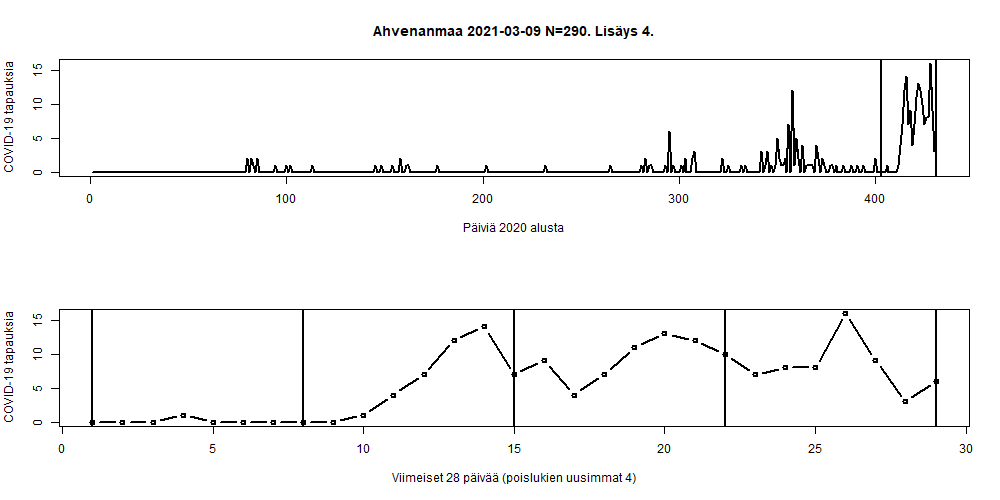 Ahvenanmaa 2021-03-09 N=290. Lisäys 4.
COVID-19 tapauksia
15
10
5
0
0 100 200 300 400
Päiviä 2020 alusta
COVID-19 tapauksia
15
10
5
0
0 5 10 15 20 25 30
Viimeiset 28 päivää (poislukien uusimmat 4)